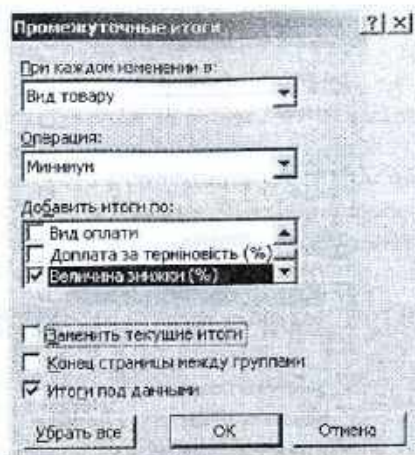 Промежуточные итоги
При каждом изменении в:
Вид товару
Операция:
Минимум
Добавить итоги по:
Вид оплати
Доплата за терміновість (%)
Величина знижки (%)
Заменить текущие итоги
Конец страницы между группами
Итоги под данными
Убрать все ОК Отмена